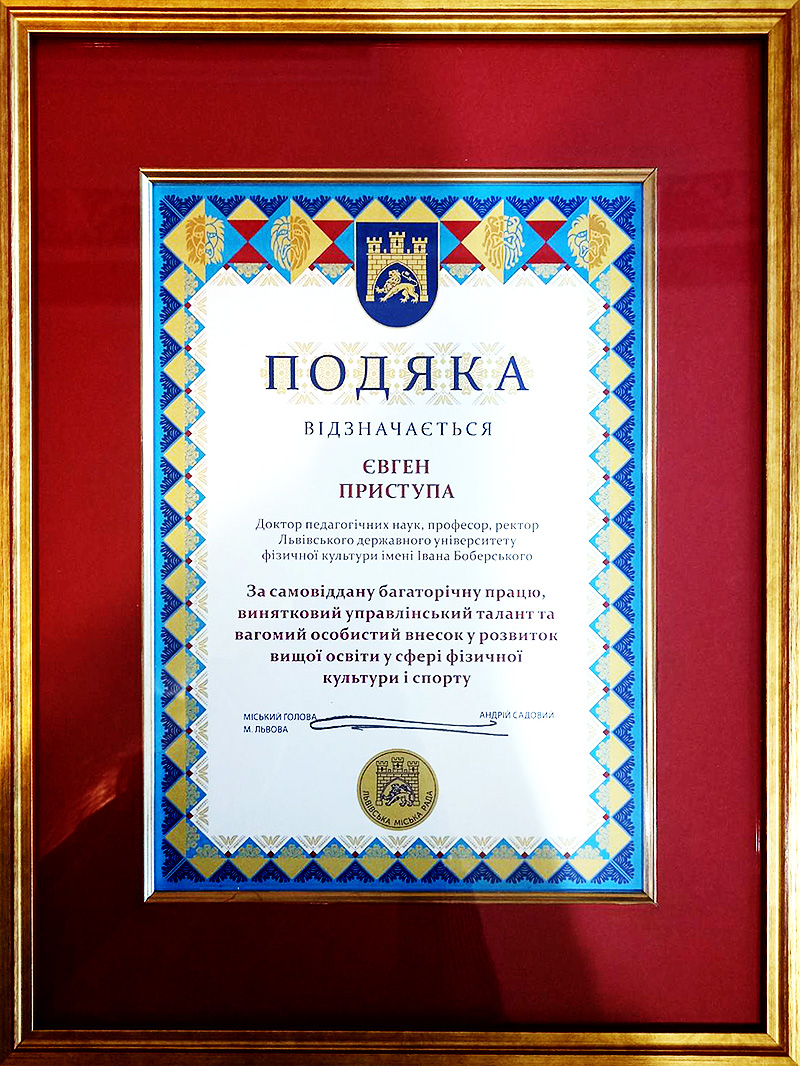 ПОДЯКА
ВІДЗНАЧАЄТЬСЯ
ЄВГЕН
ПРИСТУПА
Доктор педагогічних наук, професор, ректор
Львівського державного університету
фізичної культури імені Івана Боберського
За самовіддану багаторічну працю,
винятковий управлінський талант та
вагомий особистий внесок у розвиток
вищої освіти у сфері фізичної
культури і спорту
МІСЬКИЙ ГОЛОВА
М. ЛЬВОВА
АНДРІЙ САДОВИЙ
ЛЬВІВСЬКА МІСЬКА РАДА